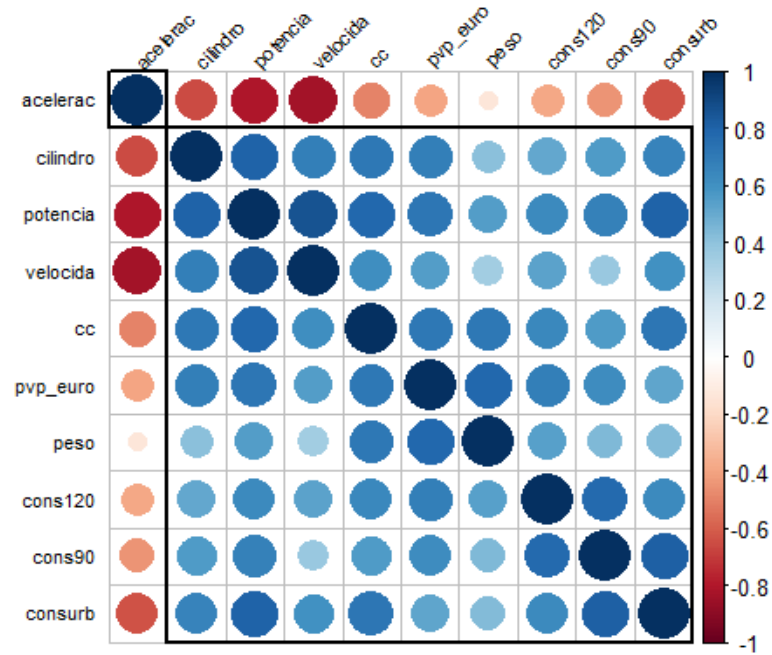 acelerac cilindro potencia velocida cc pvp_euro peso cons120 cons90 consurb
acelerac
cilindro
potencia
velocida
cc
pvp_euro
peso
cons120
cons90
consurb
1
0.8
0.6
0.4
0.2
0
-0.2
-0.4
-0.6
-0.8
-1